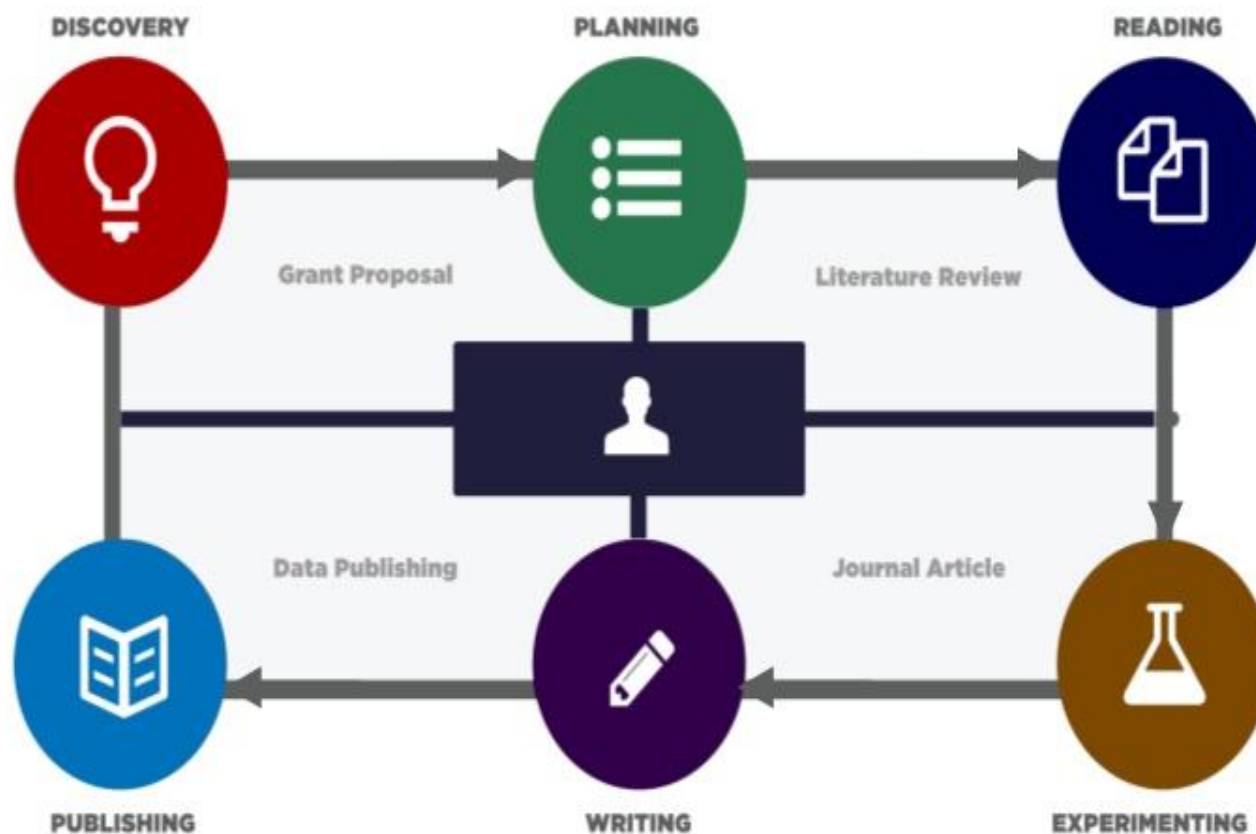 DISCOVERY
PLANNING
READING
Grant Proposal
Literature Review
Data Publishing
Journal Article
PUBLISHING
WRITING
EXPERIMENTING